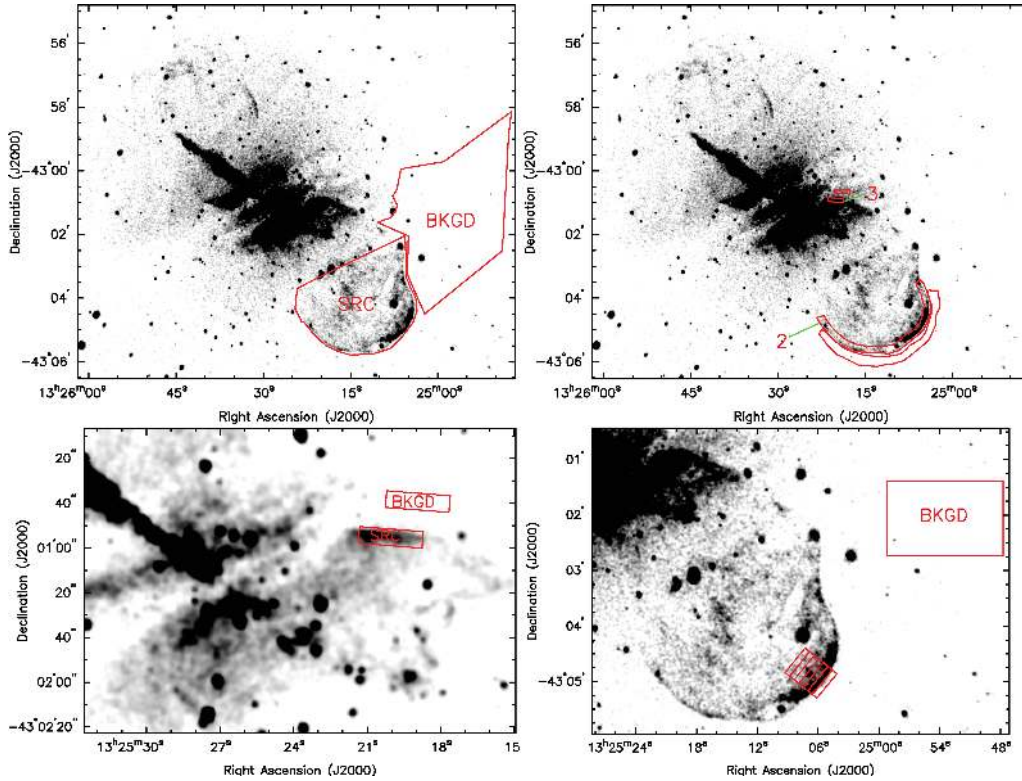 56'
58'
-43°00'
02'
04'
-43°06'
Declination (J2000)
BKGD
SRC
13ʰ26ᵐ00ˢ
45ˢ
30ˢ
15ˢ
25ᵐ00ˢ
Right Ascension (J2000)
56'
58'
-43°00'
02'
04'
-43°06'
Declination (J2000)
3
2
13ʰ26ᵐ00ˢ
45ˢ
30ˢ
15ˢ
25ᵐ00ˢ
Right Ascension (J2000)
20"
40"
01'00"
20"
40"
02'00"
-43°02'20"
Declination (J2000)
BKGD
SRC
13ʰ25ᵐ30ˢ
27ˢ
24ˢ
21ˢ
18ˢ
15
Right Ascension (J2000)
01'
02'
03'
04'
-43°05'
Declination (J2000)
BKGD
13ʰ25ᵐ24ˢ
18ˢ
12ˢ
06ˢ
25ᵐ00ˢ
54ˢ
48ˢ
Right Ascension (J2000)